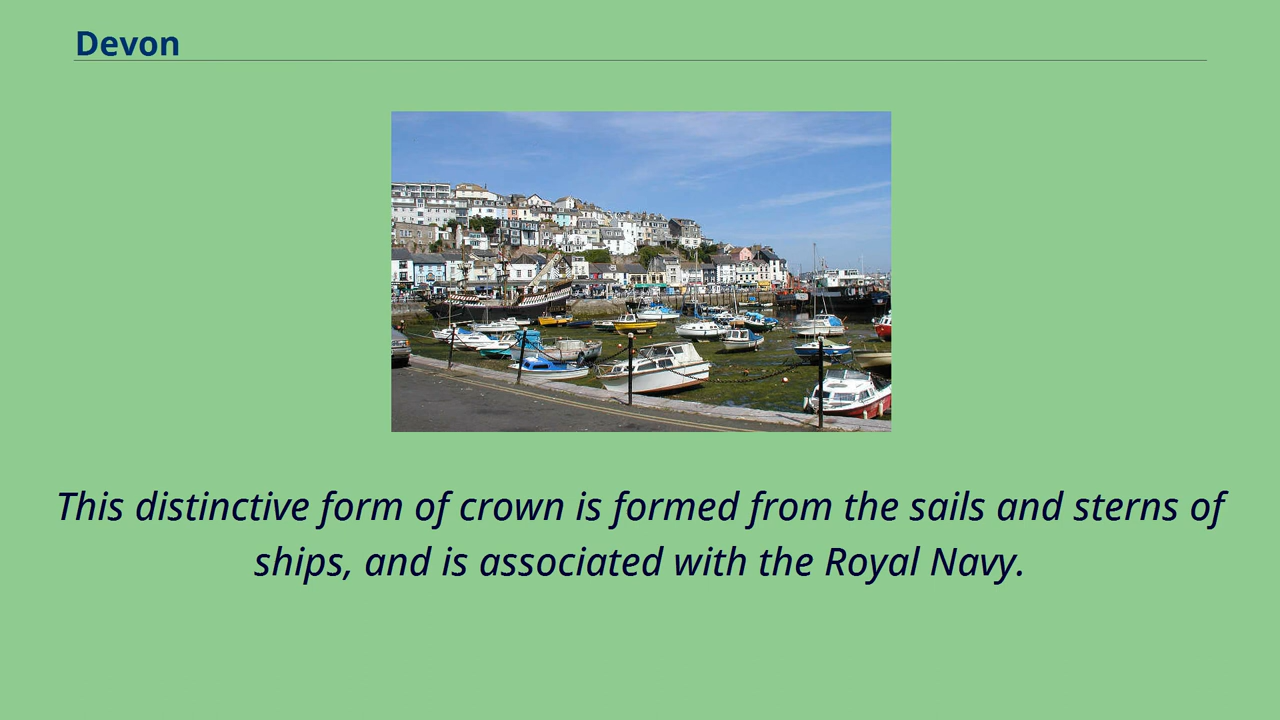 Devon
This distinctive form of crown is formed from the sails and sterns of
ships, and is associated with the Royal Navy.